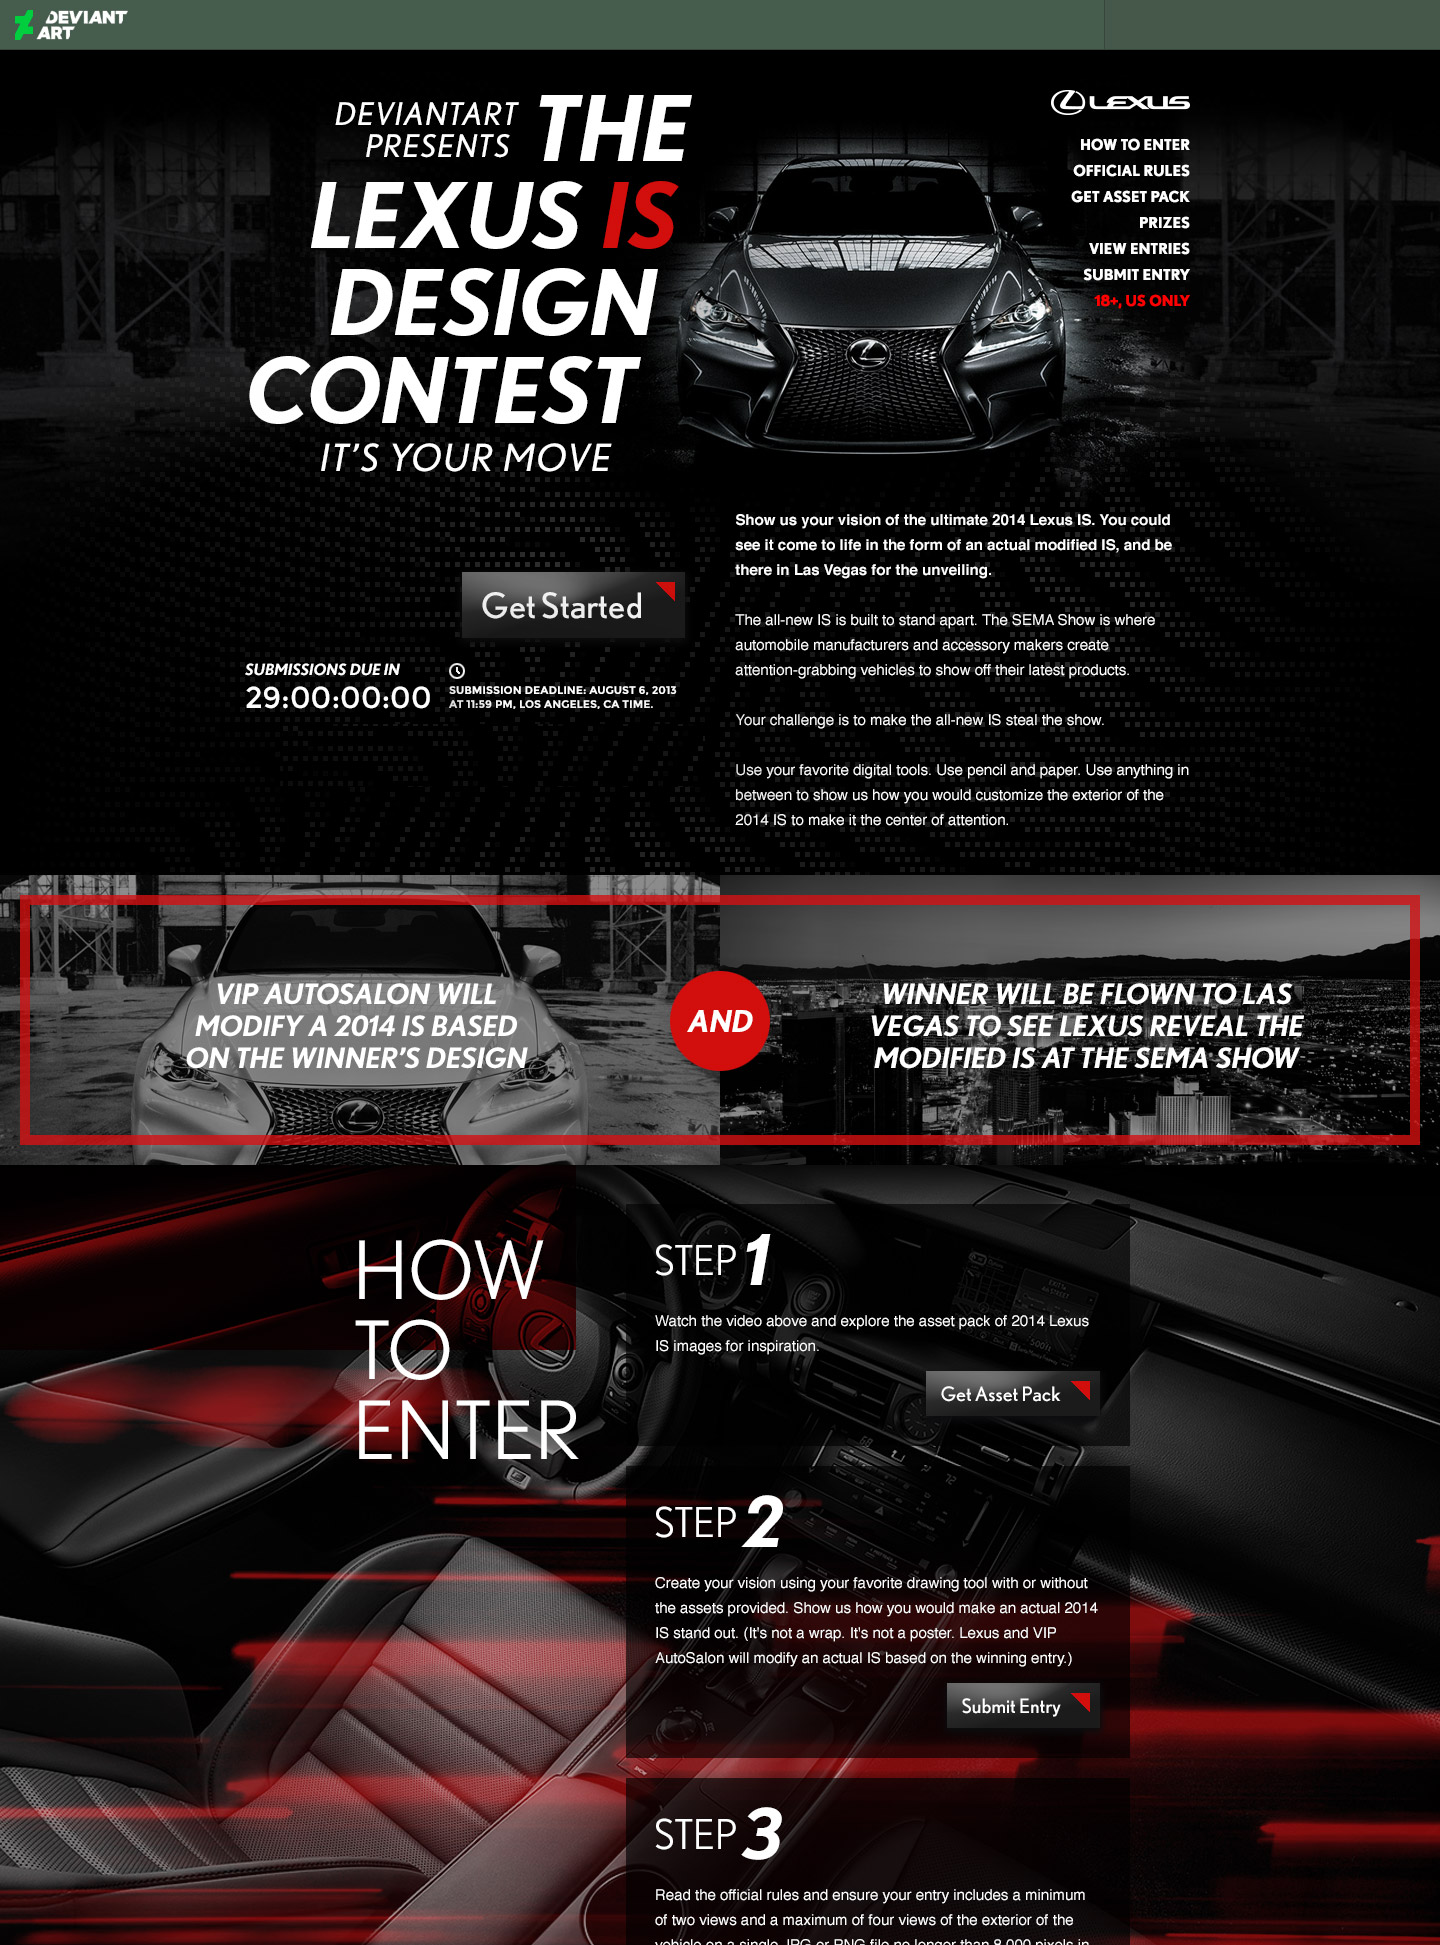 DEVIANT
ART
DEVIANTART
PRESENTS
THE
LEXUS IS
DESIGN
CONTEST
IT'S YOUR MOVE
LEXUS
HOW TO ENTER
OFFICIAL RULES
GET ASSET PACK
PRIZES
VIEW ENTRIES
SUBMIT ENTRY
18+, US ONLY
Get Started
SUBMISSIONS DUE IN
29:00:00:00
SUBMISSION DEADLINE: AUGUST 6, 2013
AT 11:59 PM, LOS ANGELES, CA TIME.
Show us your vision of the ultimate 2014 Lexus IS. You could
see it come to life in the form of an actual modified IS, and be
there in Las Vegas for the unveiling.
The all-new IS is built to stand apart. The SEMA Show is where
automobile manufacturers and accessory makers create
attention-grabbing vehicles to show off their latest products.
Your challenge is to make the all-new IS steal the show.
Use your favorite digital tools. Use pencil and paper. Use anything in
between to show us how you would customize the exterior of the
2014 IS to make it the center of attention.
VIP AUTOSALON WILL
MODIFY A 2014 IS BASED
ON THE WINNER'S DESIGN
AND
WINNER WILL BE FLOWN TO LAS
VEGAS TO SEE LEXUS REVEAL THE
MODIFIED IS AT THE SEMA SHOW
HOW
TO
ENTER
STEP 1
Watch the video above and explore the asset pack of 2014 Lexus
IS images for inspiration.
Get Asset Pack
STEP 2
Create your vision using your favorite drawing tool with or without
the assets provided. Show us how you would make an actual 2014
IS stand out. (It's not a wrap. It's not a poster. Lexus and VIP
AutoSalon will modify an actual IS based on the winning entry.)
Submit Entry
STEP 3
Read the official rules and ensure your entry includes a minimum
of two views and a maximum of four views of the exterior of the
vehicle on a single JPG or PNG file no longer than 8,000 pixels in